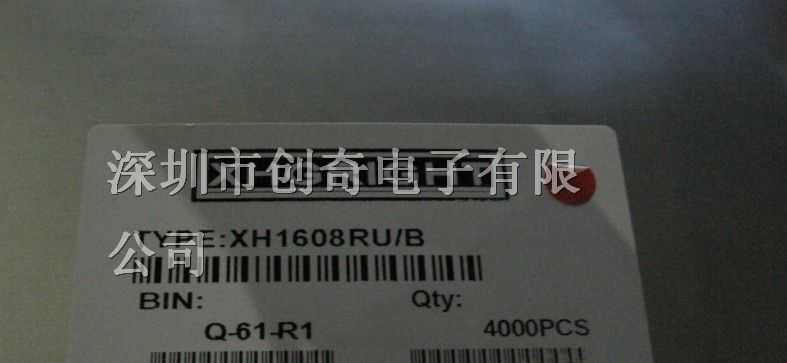 深圳市创奇电子有限
公司
TYPE:XH1608RU/B
BIN:
Qty:
Q-61-R1
4000PCS